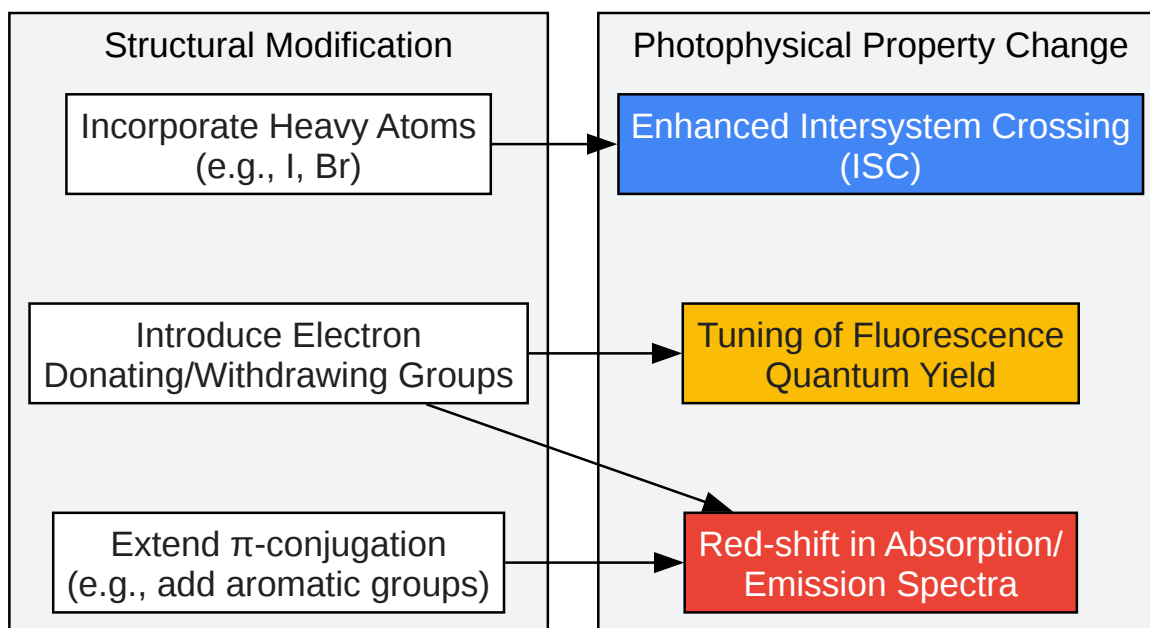 Structural Modification
Photophysical Property Change
Incorporate Heavy Atoms
(e.g., I, Br)
Enhanced Intersystem Crossing
(ISC)
Introduce Electron
Donating/Withdrawing Groups
Tuning of Fluorescence
Quantum Yield
Extend π-conjugation
(e.g., add aromatic groups)
Red-shift in Absorption/
Emission Spectra